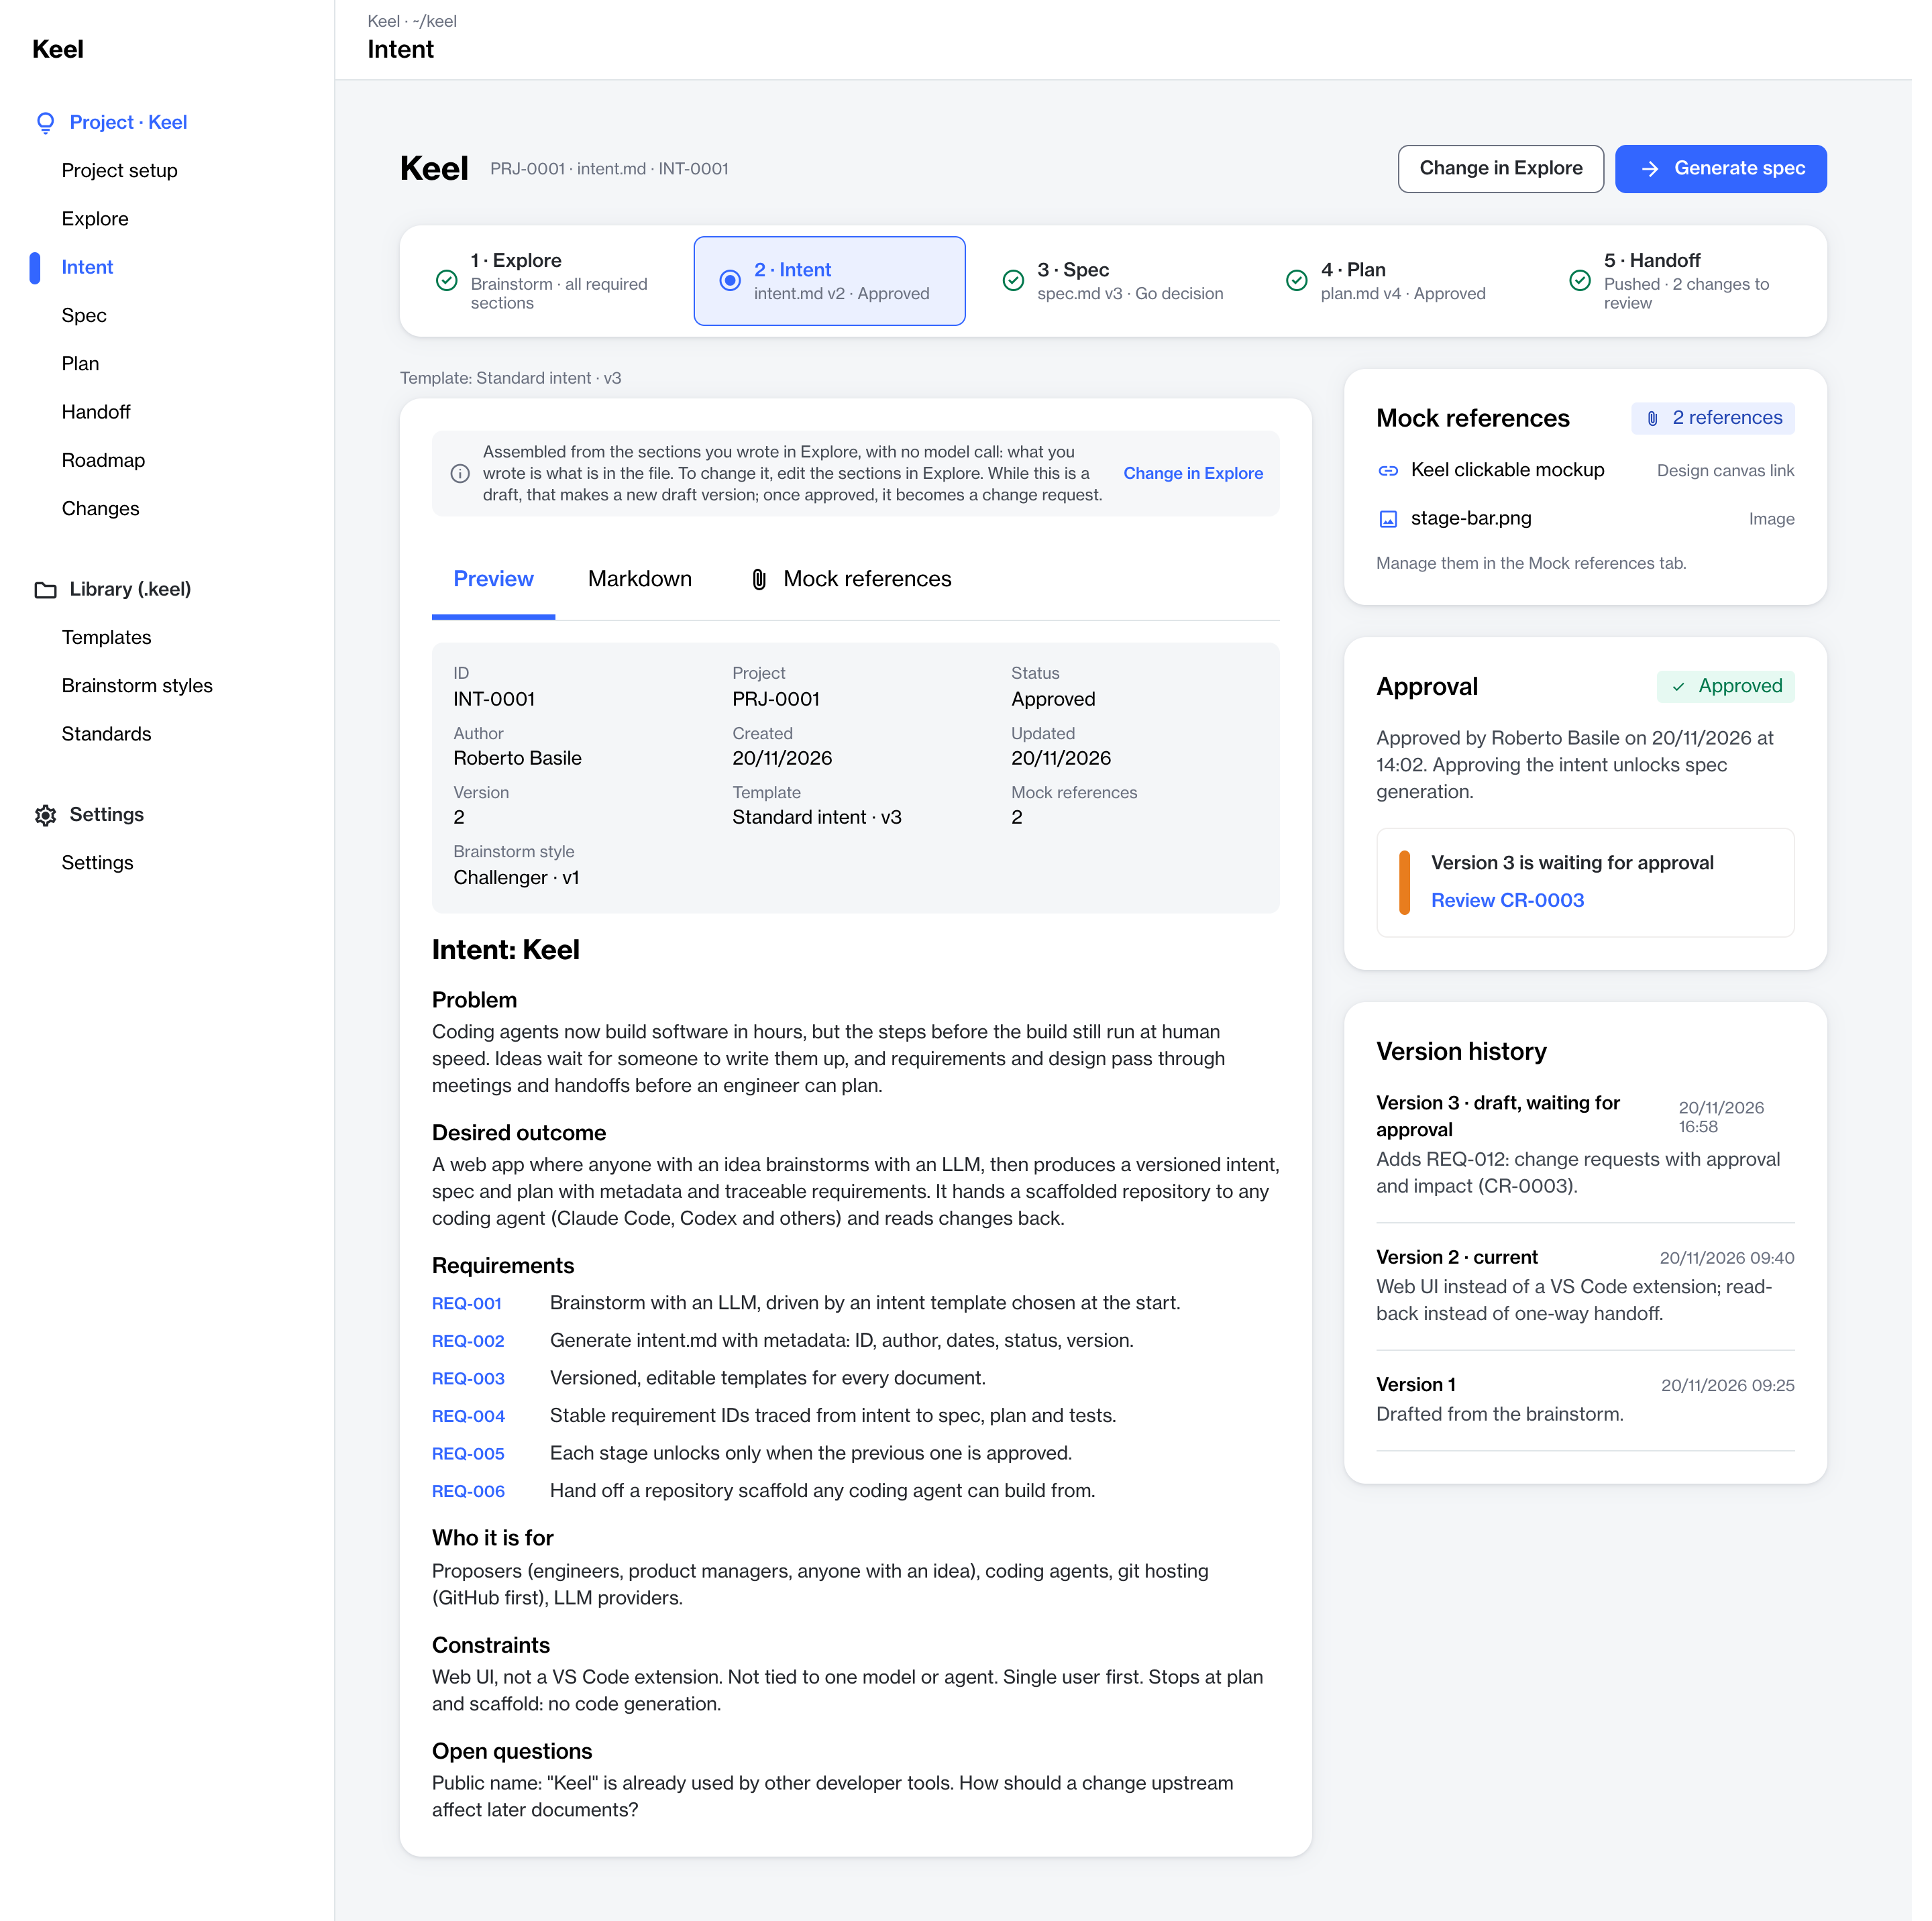 Keel
Project · Keel
Project setup
Explore
Intent
Spec
Plan
Handoff
Roadmap
Changes
Library (.keel)
Templates
Brainstorm styles
Standards
Settings
Settings
Keel · ~/keel
Intent
Keel
PRJ-0001 · intent.md · INT-0001
Change in Explore
Generate spec
1 · Explore
Brainstorm · all required
sections
2 · Intent
intent.md v2 · Approved
3 · Spec
spec.md v3 · Go decision
4 · Plan
plan.md v4 · Approved
5 · Handoff
Pushed · 2 changes to
review
Template: Standard intent · v3
Assembled from the sections you wrote in Explore, with no model call: what you
wrote is what is in the file. To change it, edit the sections in Explore. While this is a
draft, that makes a new draft version; once approved, it becomes a change request.
Change in Explore
Preview
Markdown
Mock references
ID
INT-0001
Project
PRJ-0001
Status
Approved
Author
Roberto Basile
Created
20/11/2026
Updated
20/11/2026
Version
2
Template
Standard intent · v3
Mock references
2
Brainstorm style
Challenger · v1
Intent: Keel
Problem
Coding agents now build software in hours, but the steps before the build still run at human
speed. Ideas wait for someone to write them up, and requirements and design pass through
meetings and handoffs before an engineer can plan.
Desired outcome
A web app where anyone with an idea brainstorms with an LLM, then produces a versioned intent,
spec and plan with metadata and traceable requirements. It hands a scaffolded repository to any
coding agent (Claude Code, Codex and others) and reads changes back.
Requirements
REQ-001 Brainstorm with an LLM, driven by an intent template chosen at the start.
REQ-002 Generate intent.md with metadata: ID, author, dates, status, version.
REQ-003 Versioned, editable templates for every document.
REQ-004 Stable requirement IDs traced from intent to spec, plan and tests.
REQ-005 Each stage unlocks only when the previous one is approved.
REQ-006 Hand off a repository scaffold any coding agent can build from.
Who it is for
Proposers (engineers, product managers, anyone with an idea), coding agents, git hosting
(GitHub first), LLM providers.
Constraints
Web UI, not a VS Code extension. Not tied to one model or agent. Single user first. Stops at plan
and scaffold: no code generation.
Open questions
Public name: "Keel" is already used by other developer tools. How should a change upstream
affect later documents?
Mock references
2 references
Keel clickable mockup
Design canvas link
stage-bar.png
Image
Manage them in the Mock references tab.
Approval
Approved
Approved by Roberto Basile on 20/11/2026 at
14:02. Approving the intent unlocks spec
generation.
Version 3 is waiting for approval
Review CR-0003
Version history
Version 3 · draft, waiting for
approval
20/11/2026
16:58
Adds REQ-012: change requests with approval
and impact (CR-0003).
Version 2 · current
20/11/2026 09:40
Web UI instead of a VS Code extension; read-
back instead of one-way handoff.
Version 1
20/11/2026 09:25
Drafted from the brainstorm.